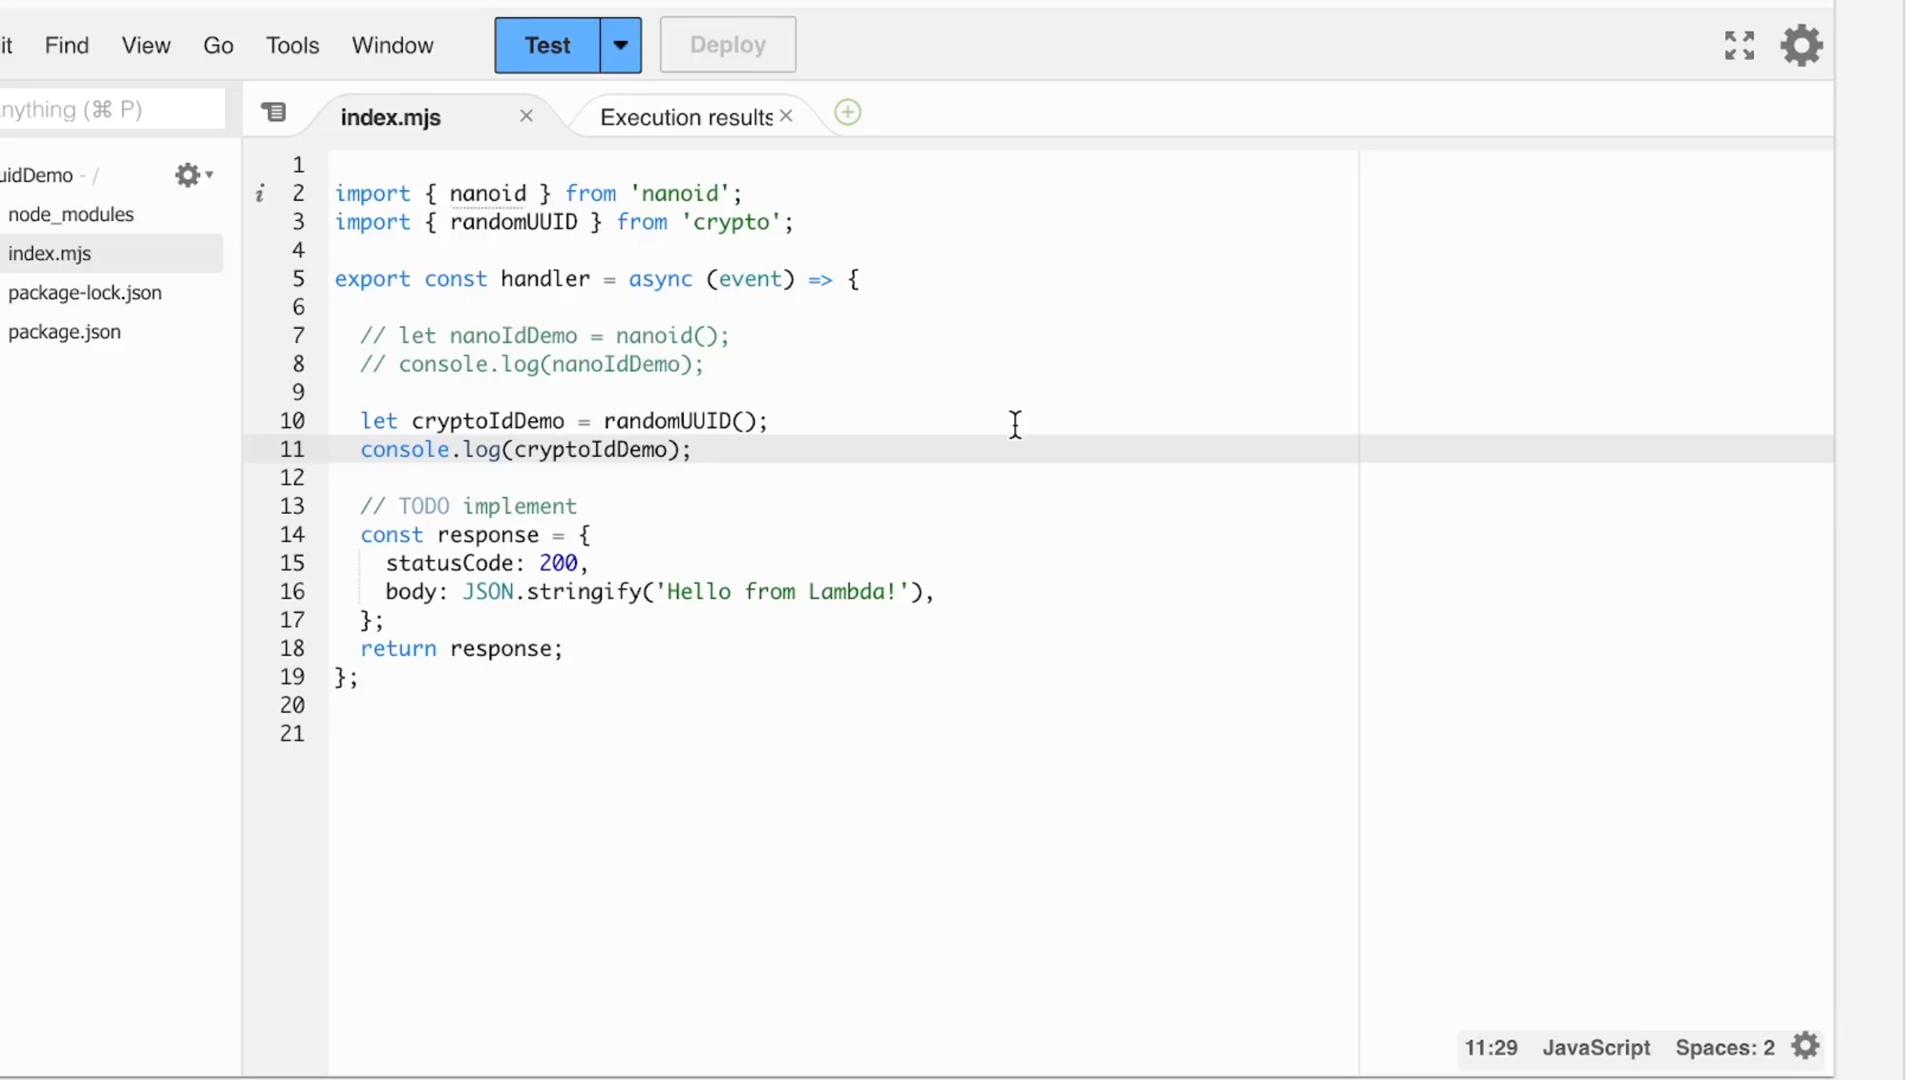 it Find View Go Tools Window Test Deploy
nything (⌘ P)
index.mjs Execution results
uidDemo - /
node_modules
index.mjs
package-lock.json
package.json
1
2 import { nanoid } from 'nanoid';
3 import { randomUUID } from 'crypto';
4
5 export const handler = async (event) => {
6
7 // let nanoIdDemo = nanoid();
8 // console.log(nanoIdDemo);
9
10 let cryptoIdDemo = randomUUID();
11 console.log(cryptoIdDemo);
12
13 // TODO implement
14 const response = {
15 statusCode: 200,
16 body: JSON.stringify('Hello from Lambda!'),
17 };
18 return response;
19 };
20
21
11:29 JavaScript Spaces: 2